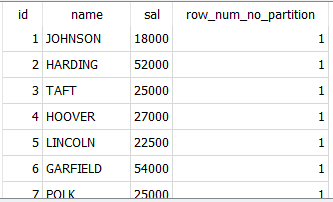 id name sal row_num_no_partition
1 JOHNSON 18000 1
2 HARDING 52000 1
3 TAFT 25000 1
4 HOOVER 27000 1
5 LINCOLN 22500 1
6 GARFIELD 54000 1
7 POLK 25000 1